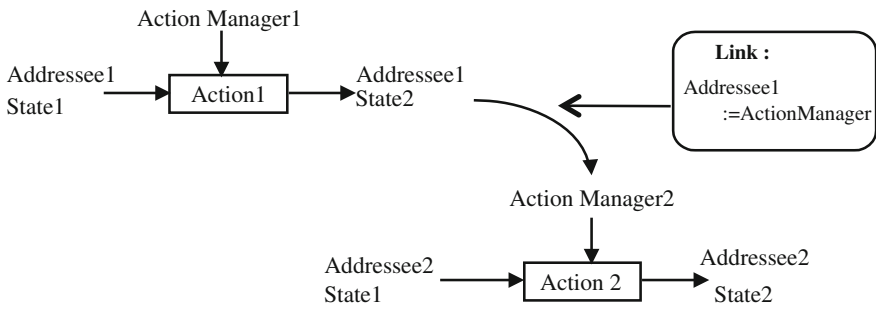 Action Manager1
Addressee1
State1
Action1
Addressee1
State2
Link :
Addressee1
:=ActionManager
Action Manager2
Addressee2
State1
Action 2
Addressee2
State2